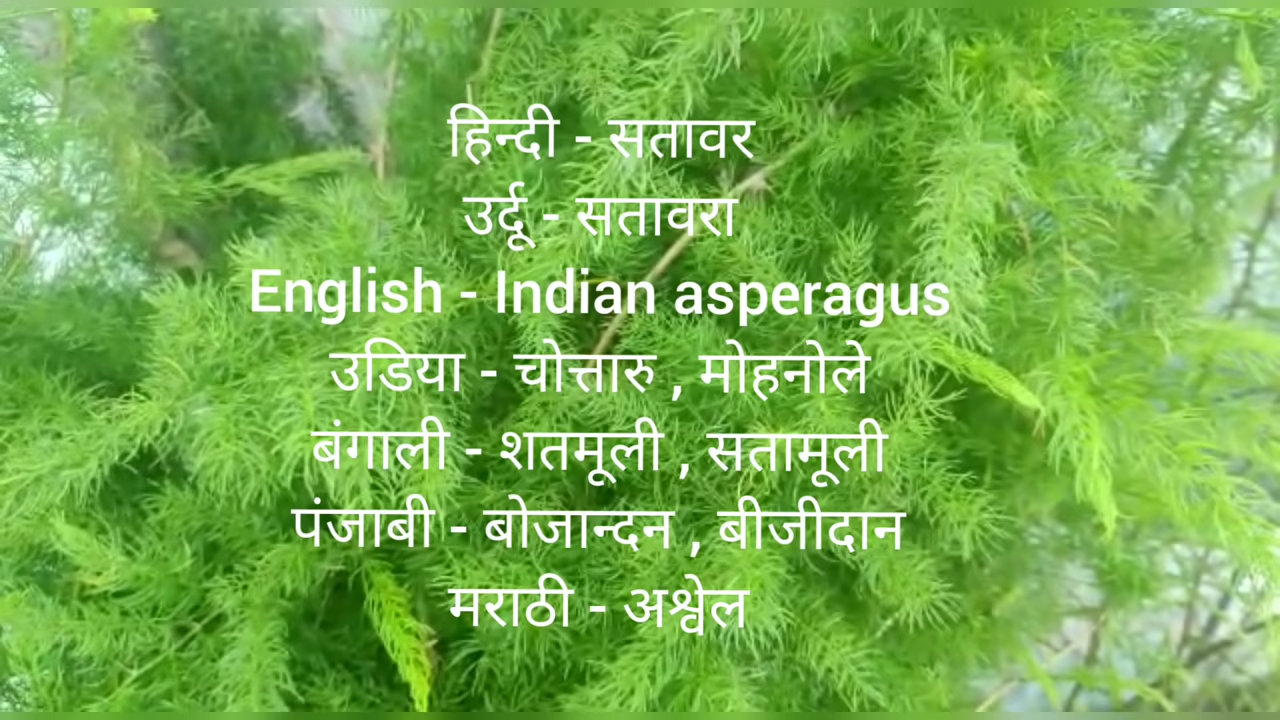 हिन्दी - सतावर
उर्दू - सतावरा
English - Indian asperagus
उडिया - चोत्तारु , मोहनोले
बंगाली - शतमूली , सतामूली
पंजाबी - बोजान्दन , बीजीदान
मराठी - अश्वेल